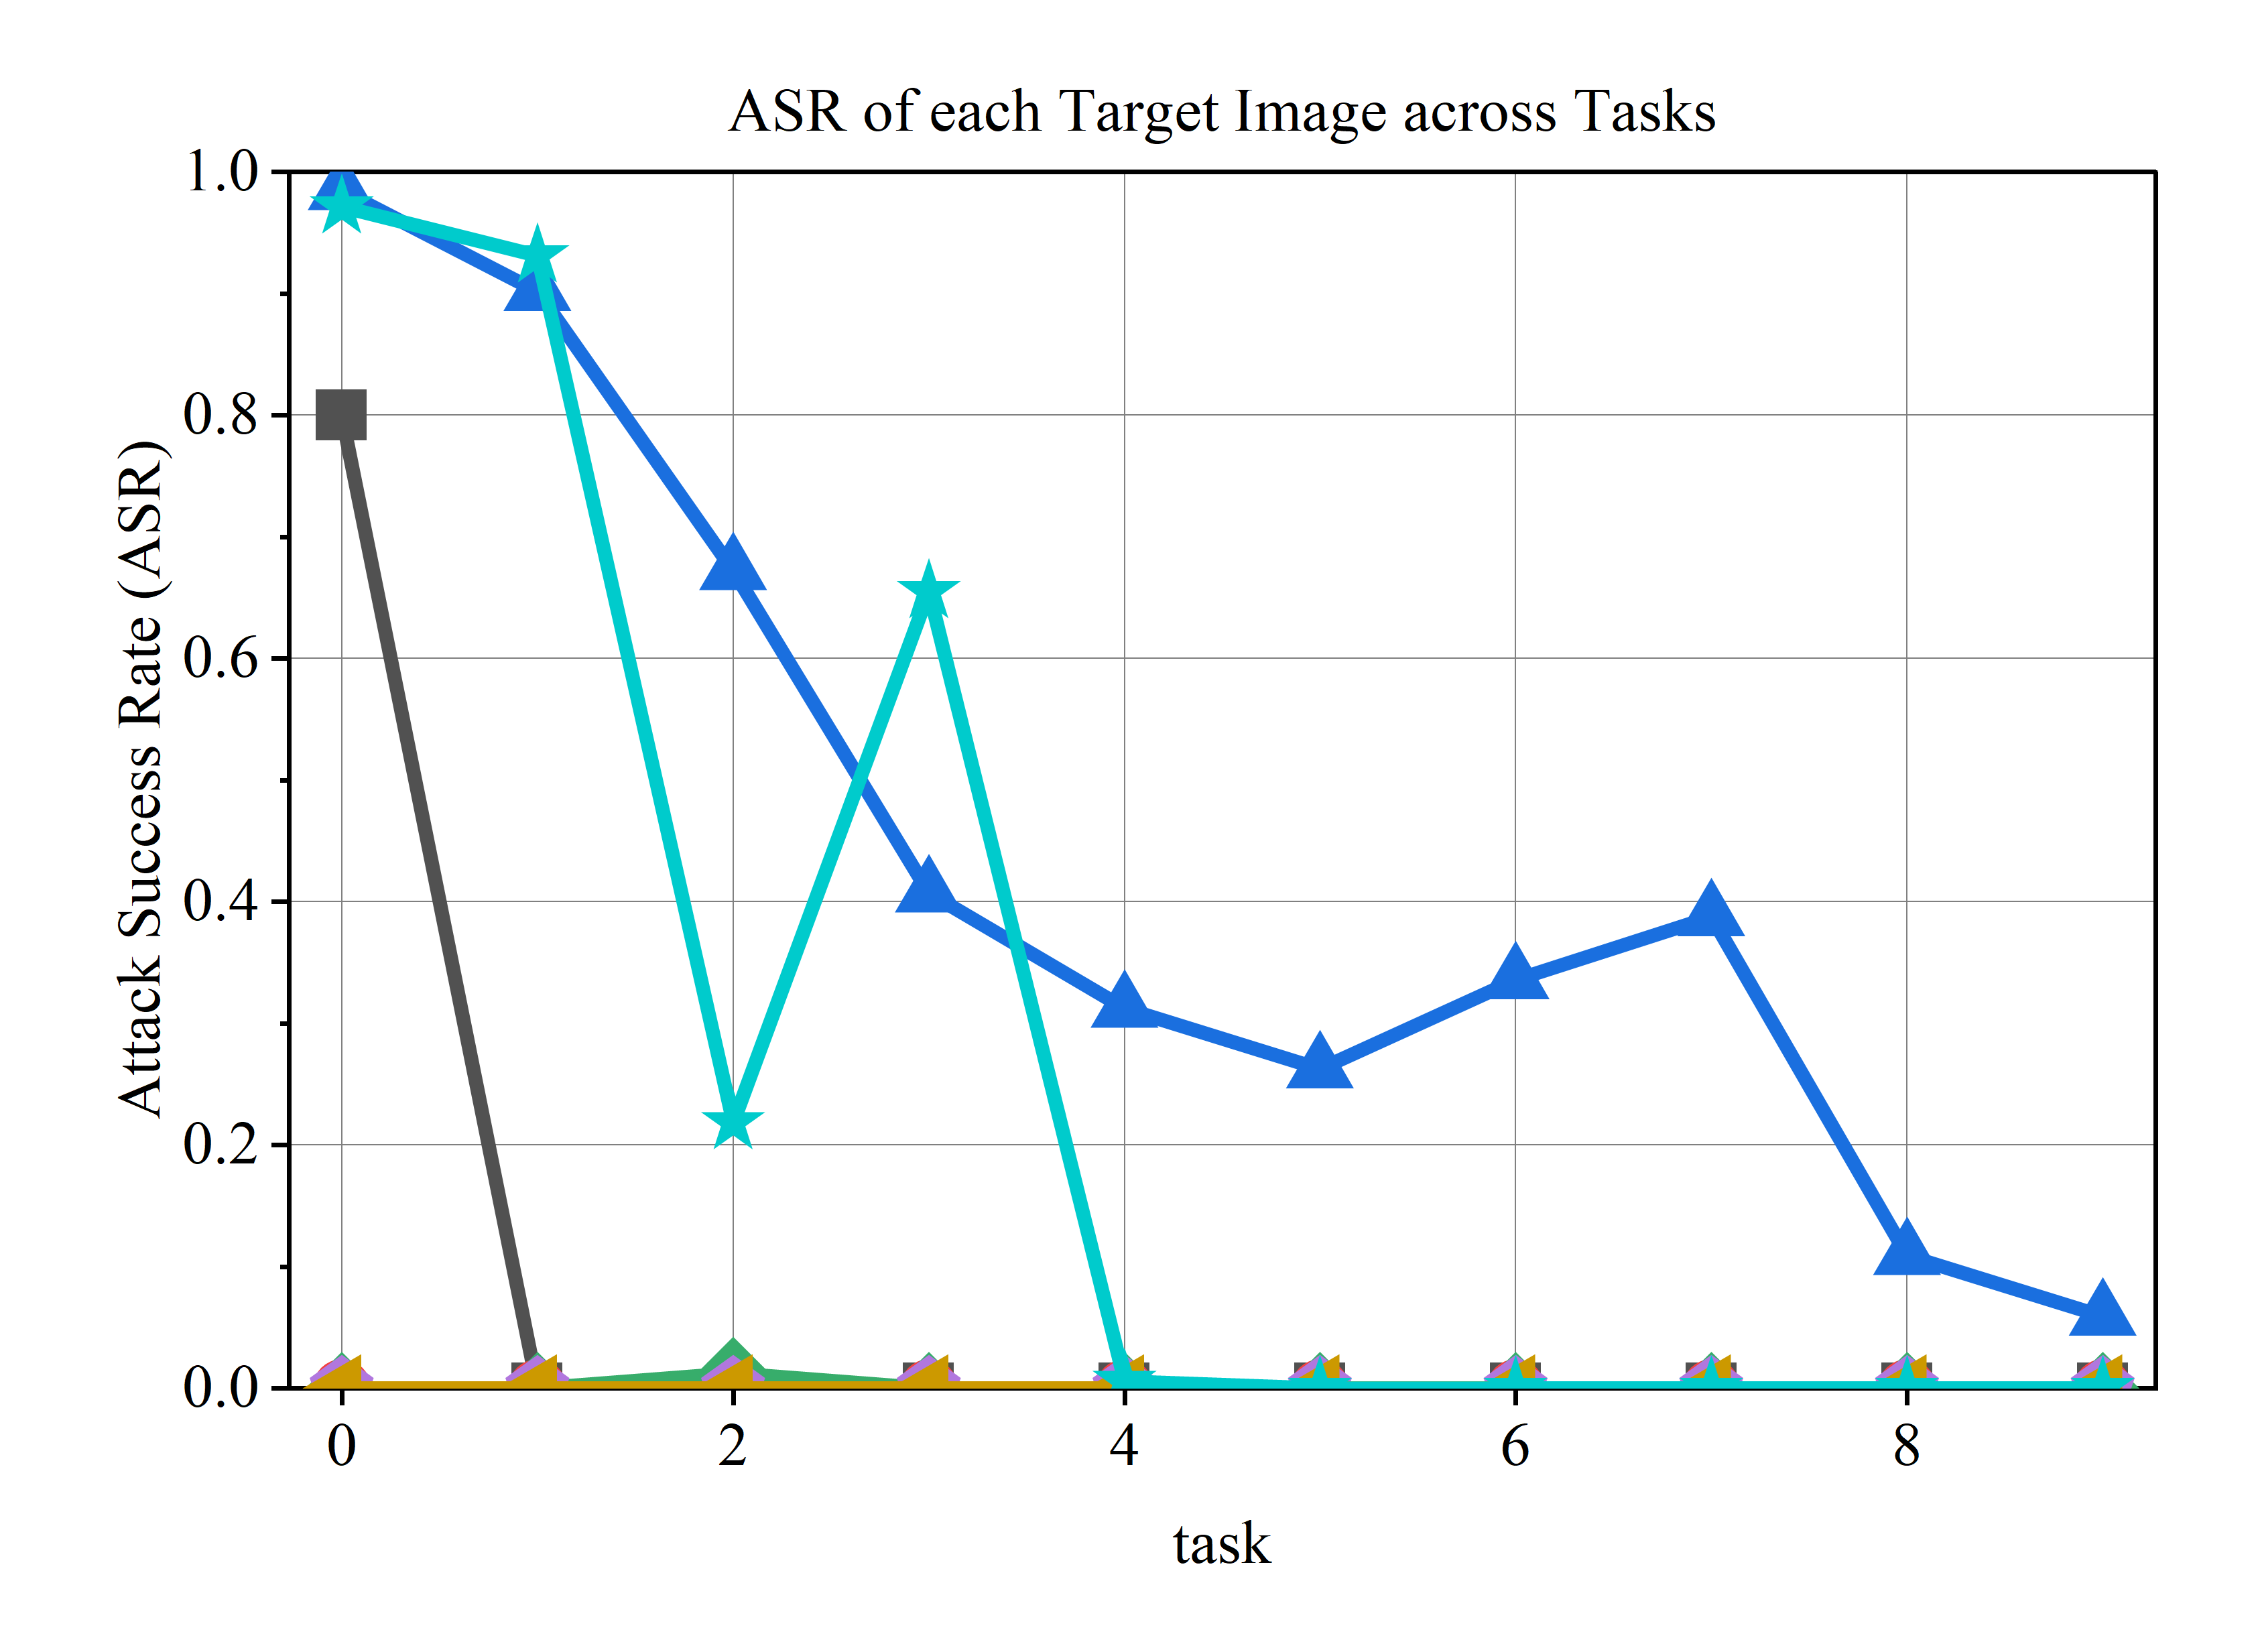 ASR of each Target Image across Tasks
1.0
0.8
0.6
0.4
0.2
0.0
Attack Success Rate (ASR)
0 2 4 6 8
task